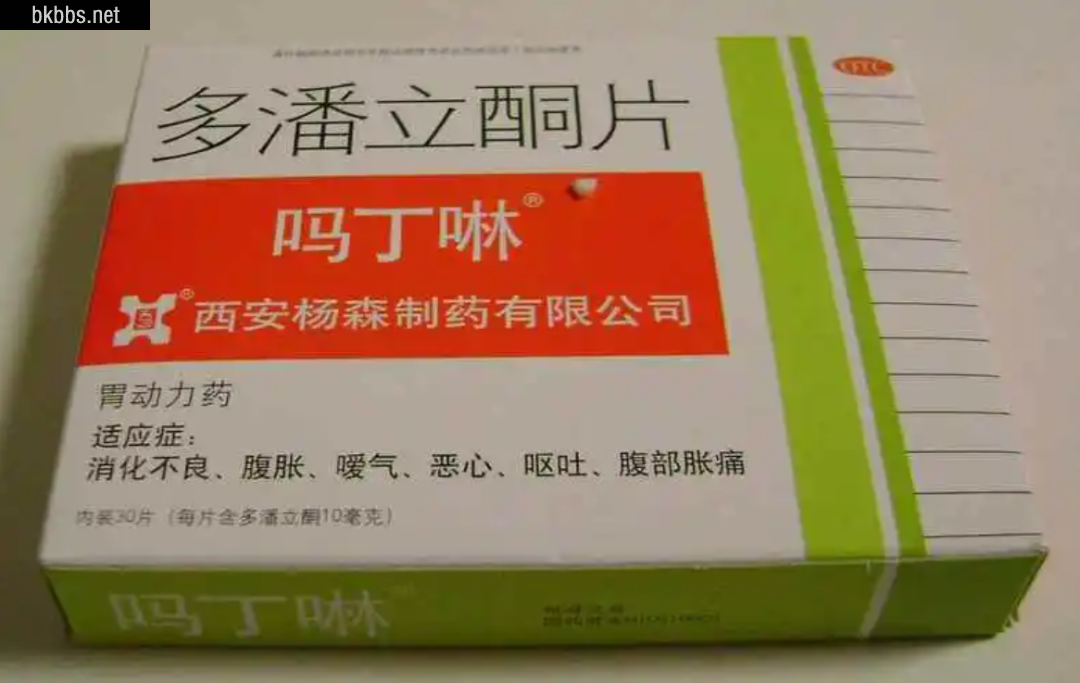 bkbbs.net
OTC
多潘立酮片
吗丁啉®
®西安杨森制药有限公司
胃动力药
适应症：
消化不良、腹胀、嗳气、恶心、呕吐、腹部胀痛
内装30片（每片含多潘立酮10毫克）
吗丁啉